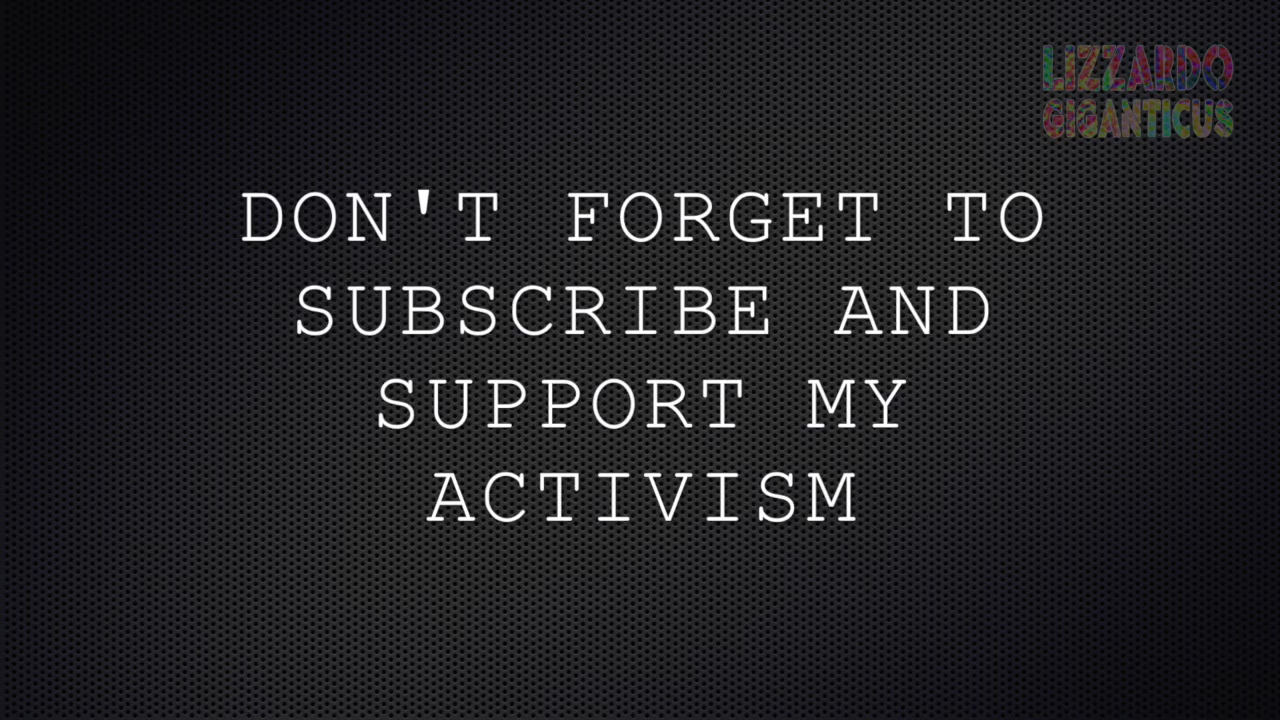 LIZZARDO
GIGANTICUS
DON'T FORGET TO
SUBSCRIBE AND
SUPPORT MY
ACTIVISM